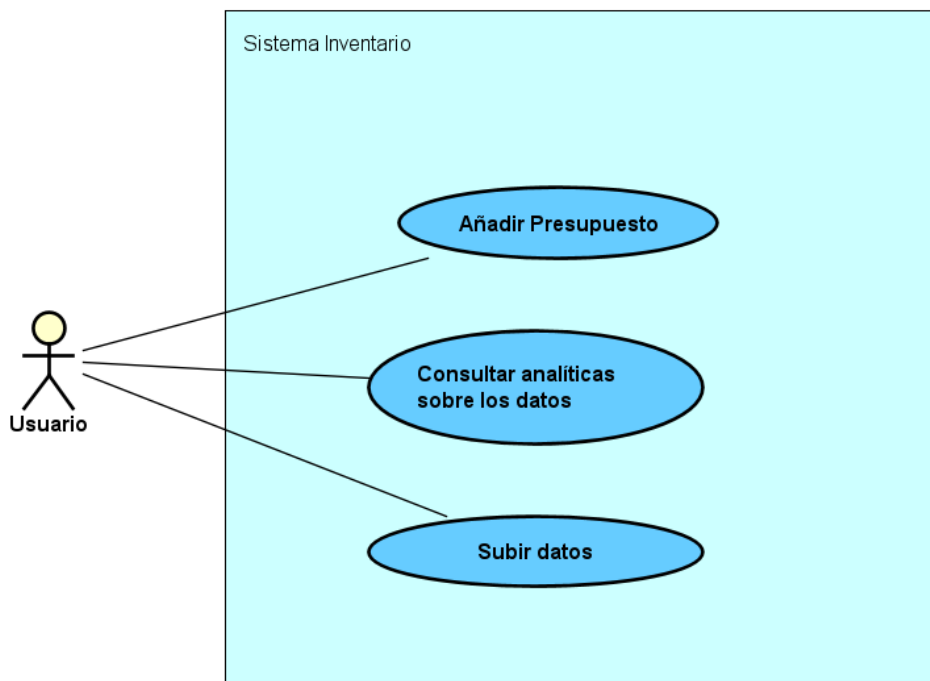 Sistema Inventario
Añadir Presupuesto
Consultar analíticas
sobre los datos
Usuario
Subir datos